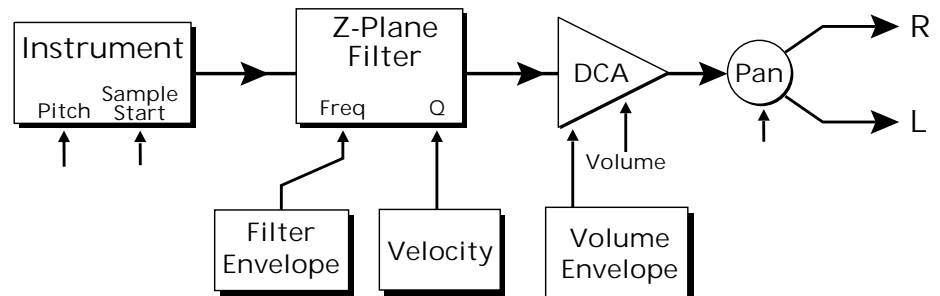 Instrument
Pitch
Sample
Start
Z-Plane
Filter
Freq
Q
DCA
Volume
Pan
R
L
Filter
Envelope
Velocity
Volume
Envelope